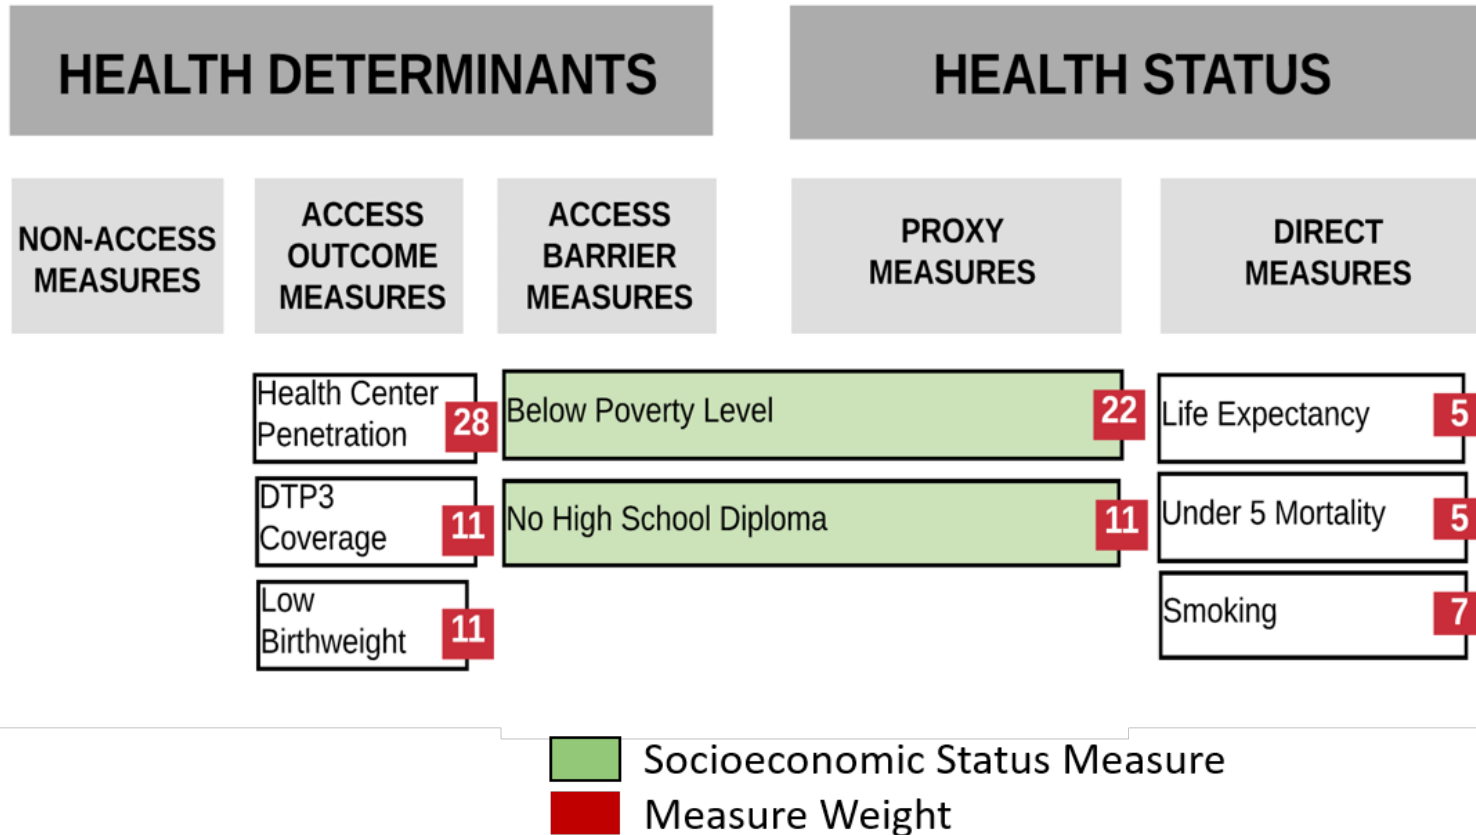 HEALTH DETERMINANTS
HEALTH STATUS
NON-ACCESS
MEASURES
ACCESS
OUTCOME
MEASURES
ACCESS
BARRIER
MEASURES
PROXY
MEASURES
DIRECT
MEASURES
Health Center
Penetration
28
Below Poverty Level
22
Life Expectancy
5
DTP3
Coverage
11
No High School Diploma
11
Under 5 Mortality
5
Low
Birthweight
11
Smoking
7
Socioeconomic Status Measure
Measure Weight